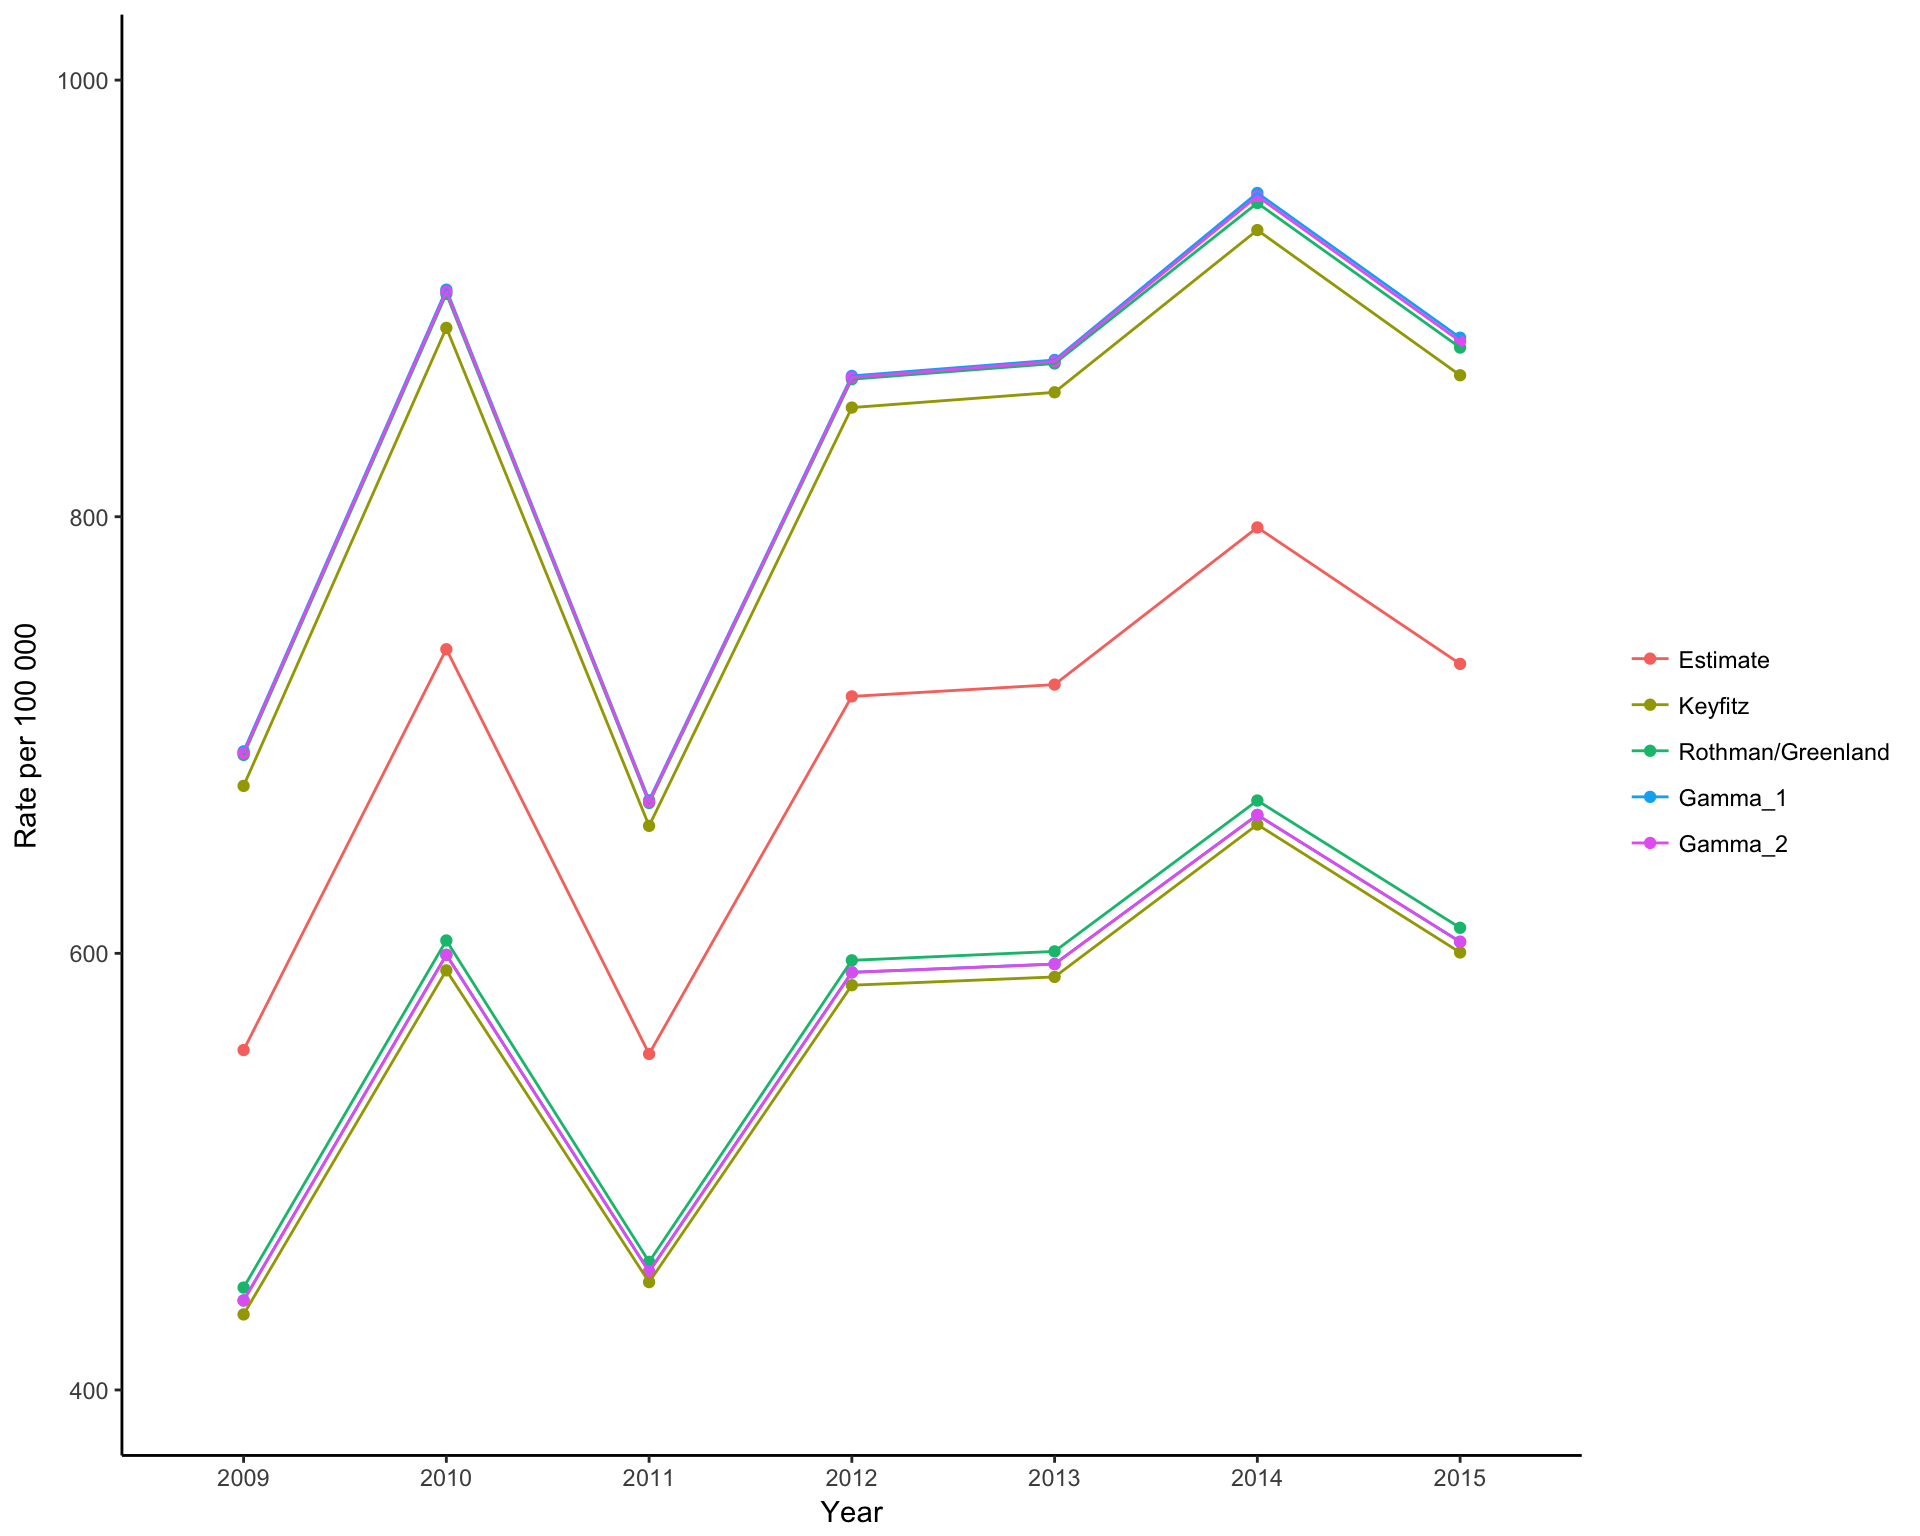 1000
800
600
400
Rate per 100 000
2009 2010 2011 2012 2013 2014 2015
Year
Estimate
Keyfitz
Rothman/Greenland
Gamma_1
Gamma_2